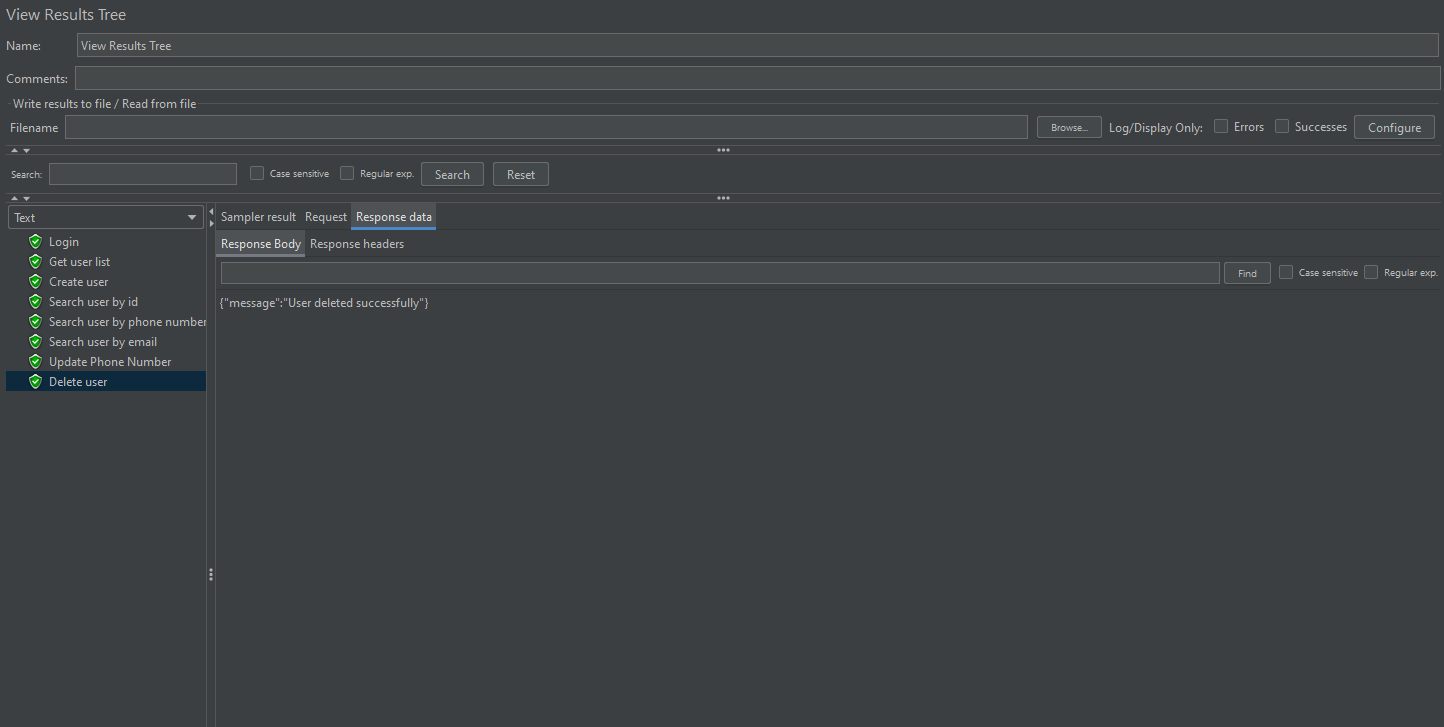 View Results Tree
Name: View Results Tree
Comments:
Write results to file / Read from file
Filename Browse... Log/Display Only: Errors Successes Configure
Search: Case sensitive Regular exp. Search Reset
Text
Login
Get user list
Create user
Search user by id
Search user by phone number
Search user by email
Update Phone Number
Delete user
Sampler result Request Response data
Response Body Response headers
Find Case sensitive Regular exp.
{"message":"User deleted successfully"}